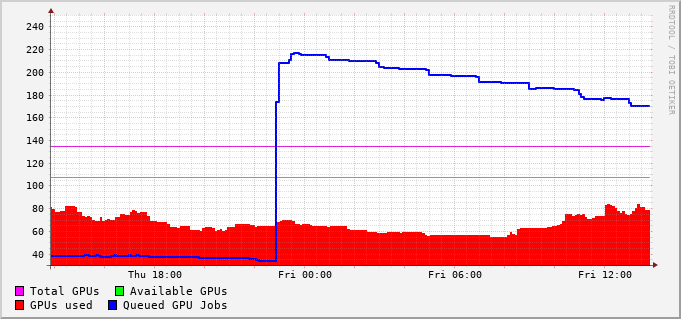 RRDTOOL / TOBI OETIKER
240
220
200
180
160
140
120
100
80
60
40
Thu 18:00 Fri 00:00 Fri 06:00 Fri 12:00
Total GPUs Available GPUs
GPUs used Queued GPU Jobs